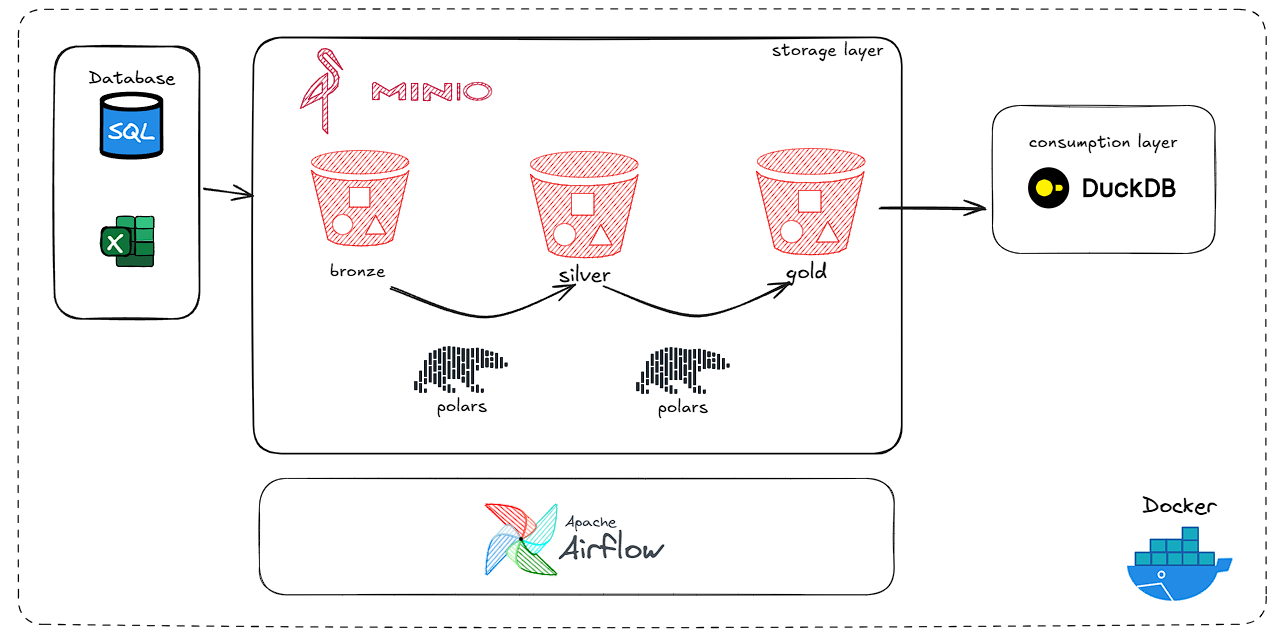 Database
SQL
X
storage layer
MINIO
bronze
silver
gold
polars
polars
consumption layer
DuckDB
Apache
Airflow
Docker